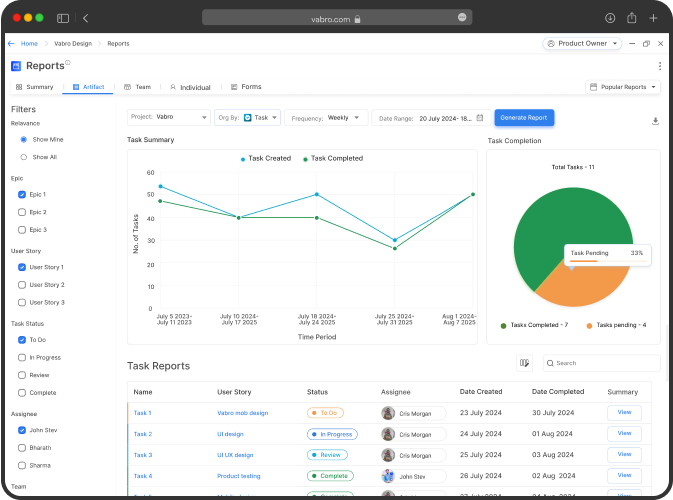 vabro.com
Home > Vabro Design > Reports
Product Owner
Reports
Summary Artifact Team Individual Forms
Popular Reports
Filters
Relavance
Show Mine
Show All
Epic
Epic 1
Epic 2
Epic 3
User Story
User Story 1
User Story 2
User Story 3
Task Status
To Do
In Progress
Review
Complete
Assignee
John Stev
Bharath
Sharma
Team
Project: Vabro
Org By: Task
Frequency: Weekly
Date Range: 20 July 2024- 18...
Generate Report
Task Summary
Task Created Task Completed
No. of Tasks
60
50
40
30
20
10
0
July 5 2023- July 10 2024- July 18 2024- July 25 2024- Aug 1 2024-
July 11 2023 July 17 2025 July 24 2025 July 31 2025 Aug 7 2025
Time Period
Task Completion
Total Tasks - 11
Task Pending 33%
Tasks Completed - 7 Tasks pending - 4
Task Reports
Search
Name User Story Status Assignee Date Created Date Completed Summary
Task 1 Vabro mob design To Do Cris Morgan 23 July 2024 30 July 2024 View
Task 2 UI design In Progress Cris Morgan 24 July 2024 01 Aug 2024 View
Task 3 UI UX design Review Cris Morgan 25 July 2024 03 Aug 2024 View
Task 4 Product testing Complete John Stev 26 July 2024 02 Aug 2024 View